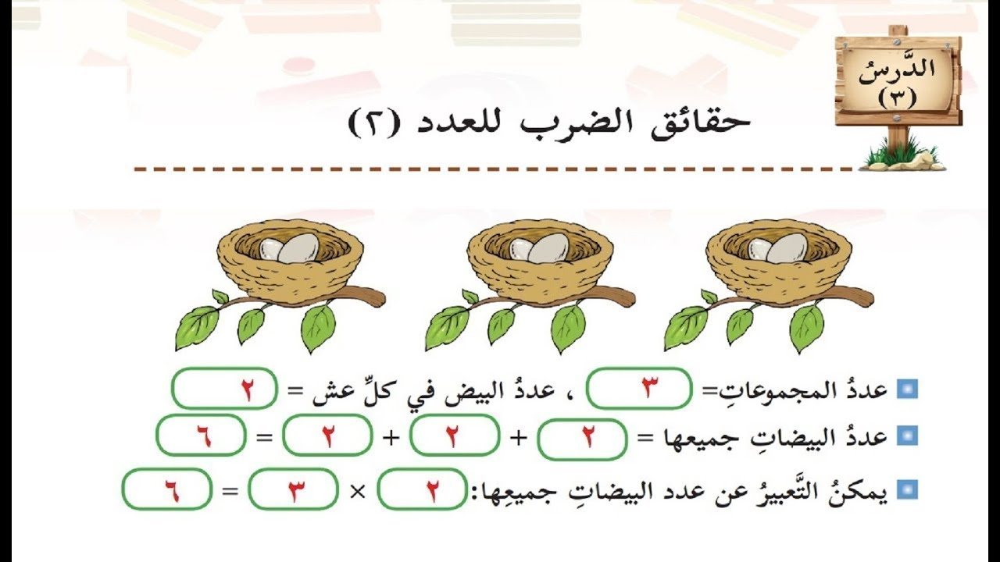 الدَّرسُ
(٣)
حقائق الضرب للعدد (٢)
عددُ المجموعاتِ= ٣ ، عددُ البيض في كلِّ عش = ٢
عددُ البيضاتِ جميعها = ٢ + ٢ + ٢ = ٦
يمكنُ التَّعبيرُ عن عدد البيضاتِ جميعِها: ٢ × ٣ = ٦